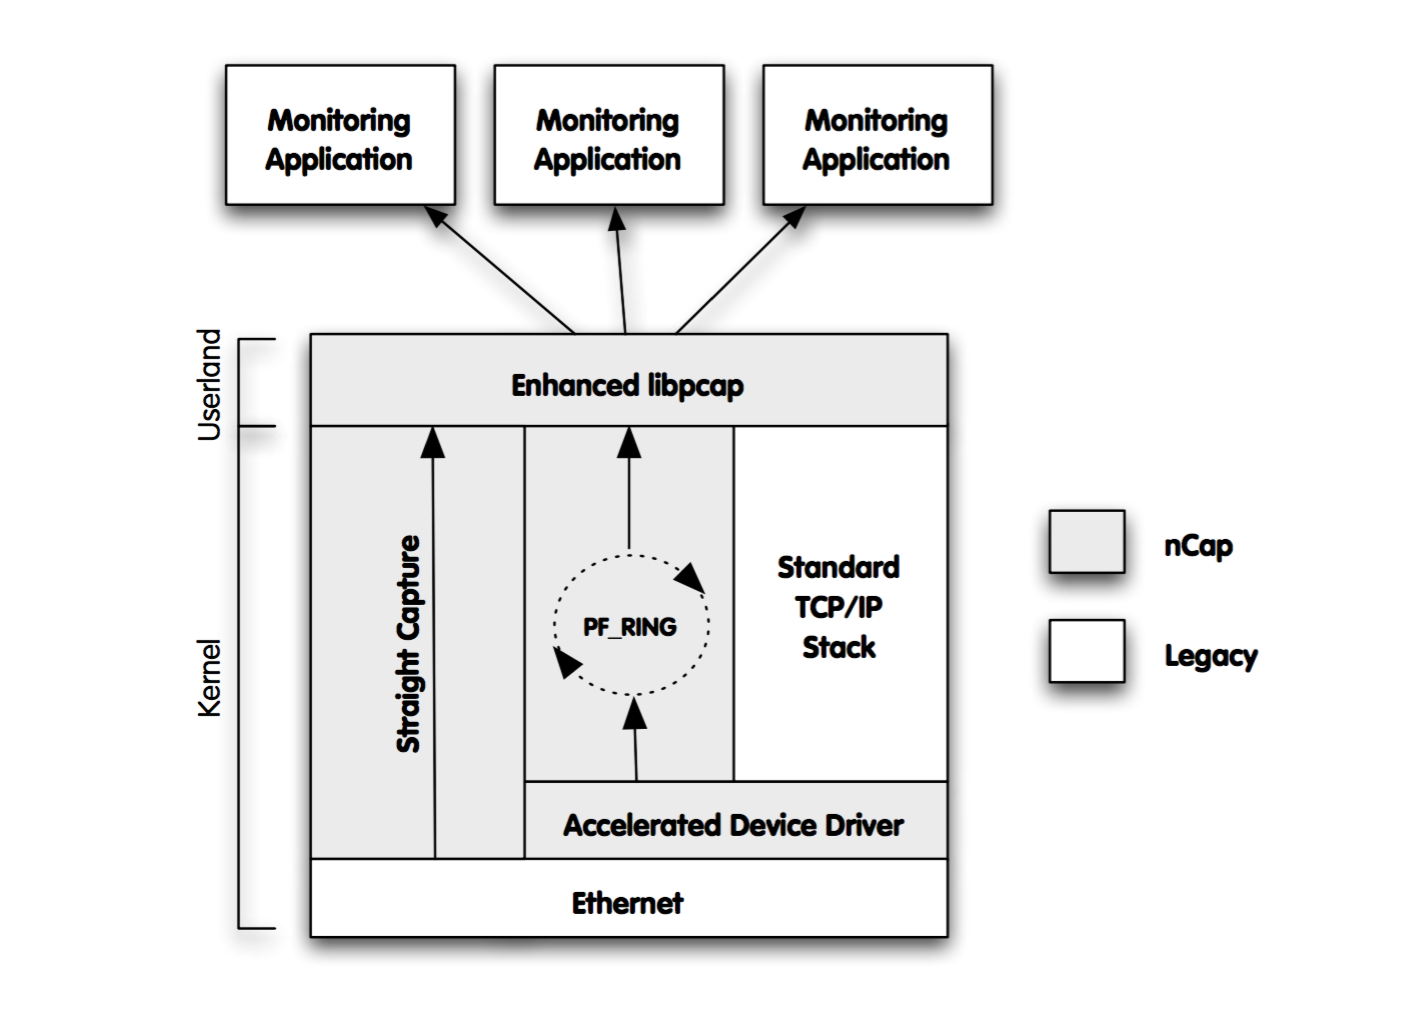 Monitoring
Application
Monitoring
Application
Monitoring
Application
Userland
Enhanced libpcap
Kernel
Straight Capture
PF_RING
Standard
TCP/IP
Stack
Accelerated Device Driver
Ethernet
nCap
Legacy